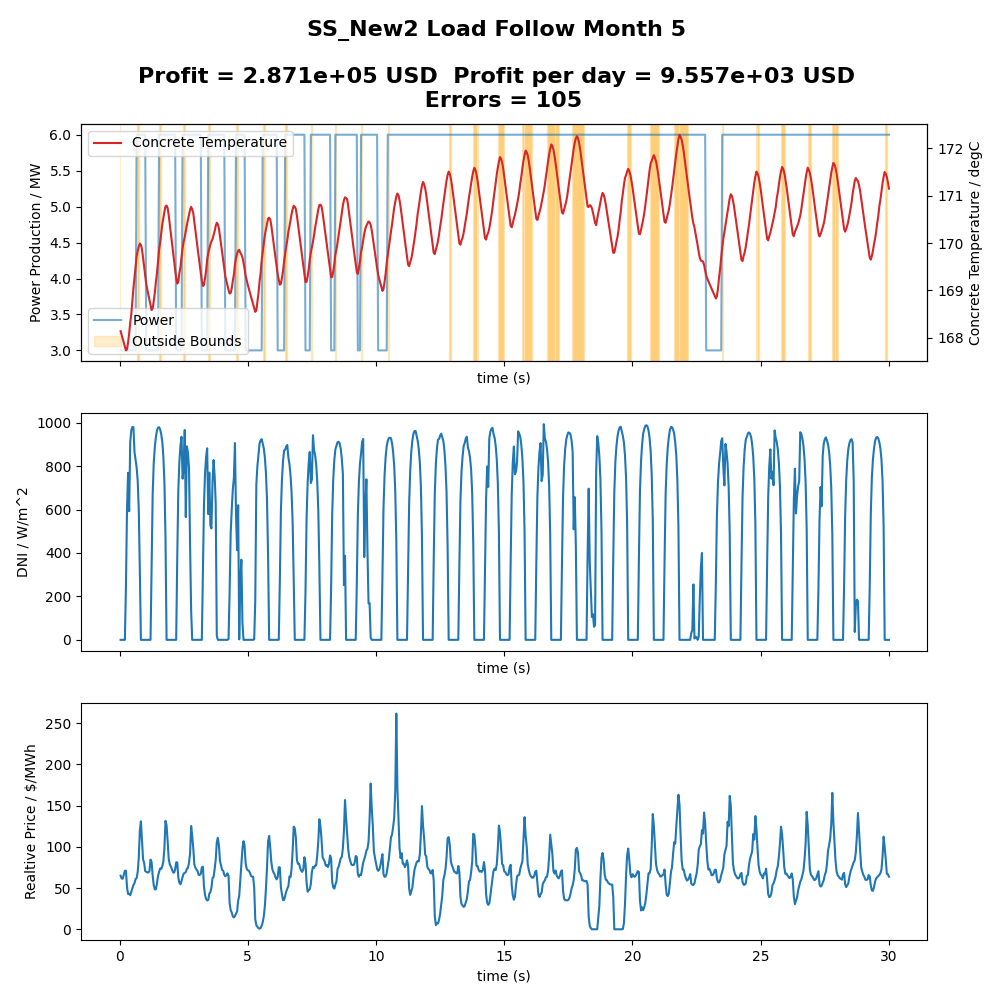 SS_New2 Load Follow Month 5
Profit = 2.871e+05 USD  Profit per day = 9.557e+03 USD
Errors = 105
Power Production / MW
6.0
5.5
5.0
4.5
4.0
3.5
3.0
Concrete Temperature
Power
Outside Bounds
172
171
170
169
168
Concrete Temperature / degC
time (s)
DNI / W/m^2
1000
800
600
400
200
0
time (s)
Realtive Price / $/MWh
250
200
150
100
50
0
0 5 10 15 20 25 30
time (s)